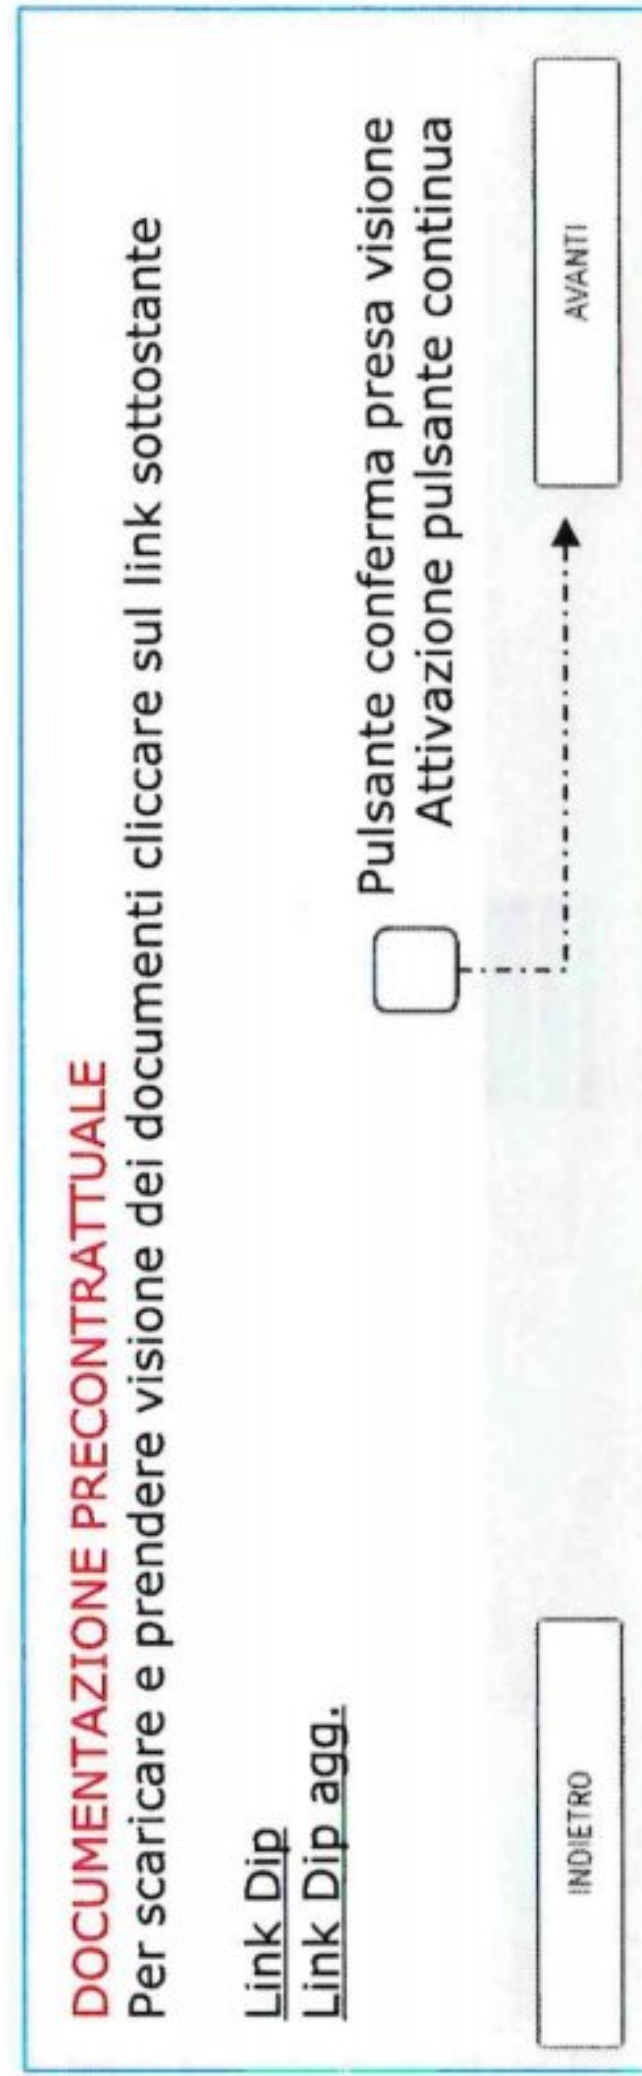 DOCUMENTAZIONE PRECONTRATTUALE
Per scaricare e prendere visione dei documenti cliccare sul link sottostante
Link Dip
Link Dip agg.
Pulsante conferma presa visione
Attivazione pulsante continua
INDIETRO
AVANTI